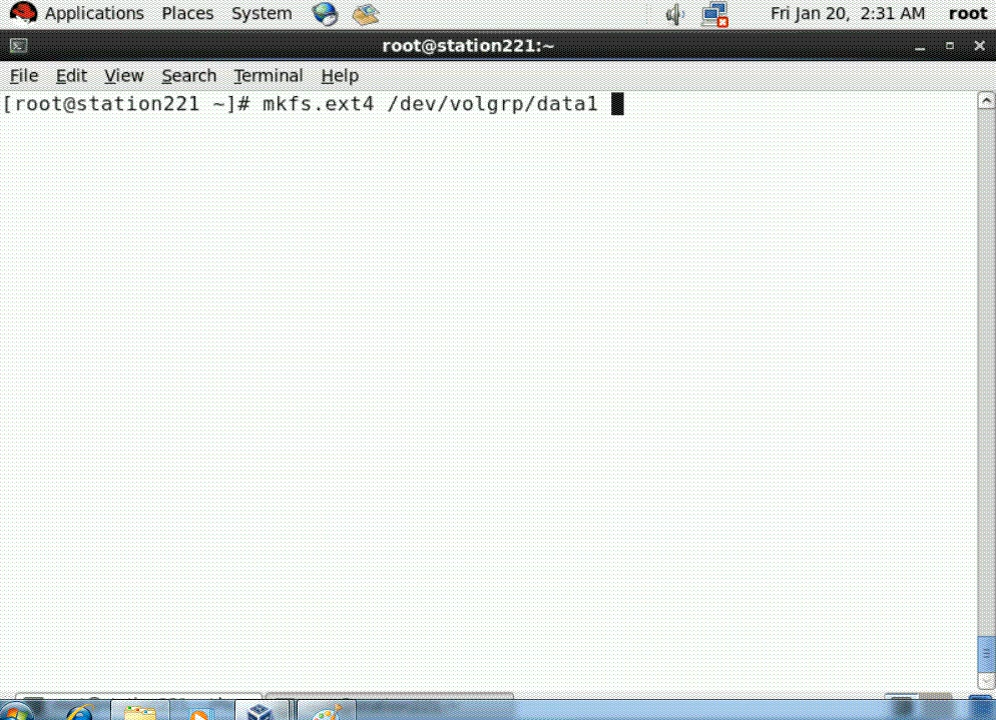 Applications Places System Fri Jan 20, 2:31 AM root
root@station221:~
File Edit View Search Terminal Help
[root@station221 ~]# mkfs.ext4 /dev/volgrp/data1